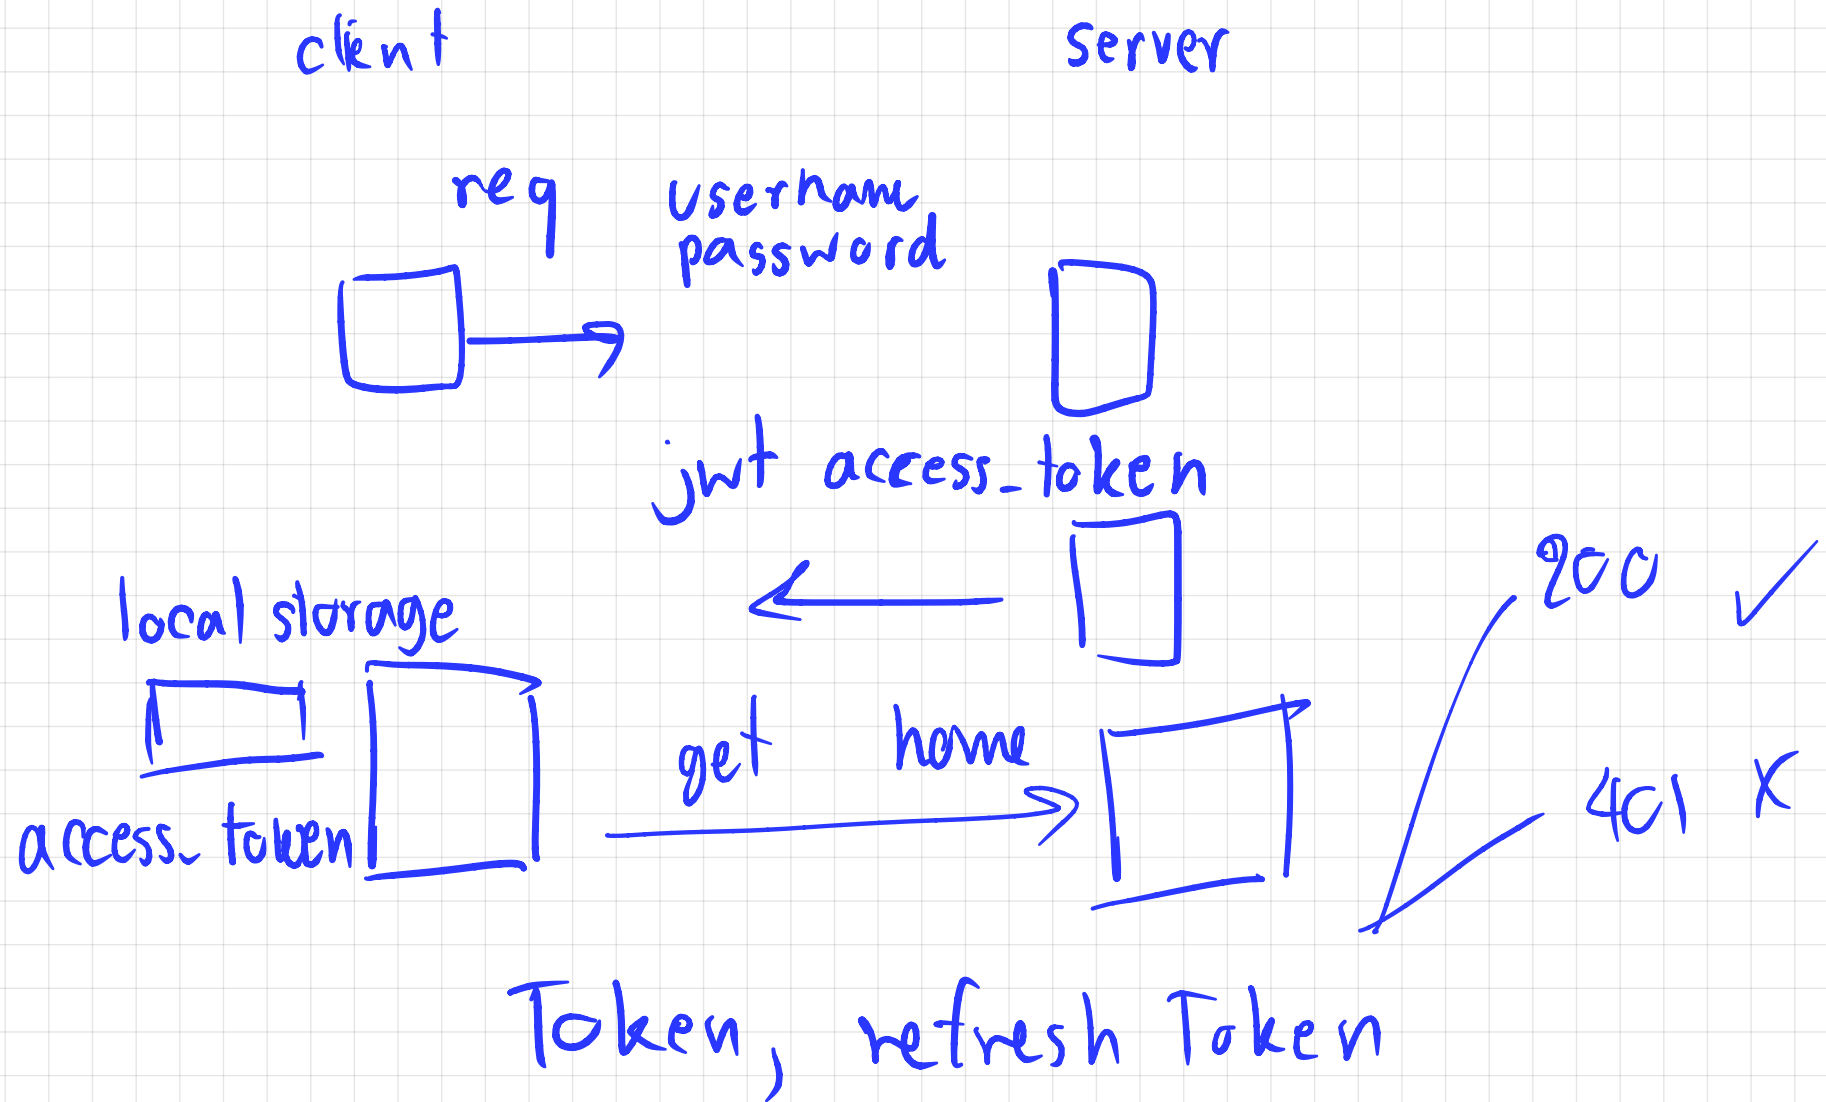 client
server
req
username
password
jwt access_token
200
local storage
get home
401
access_token
Token, refresh Token